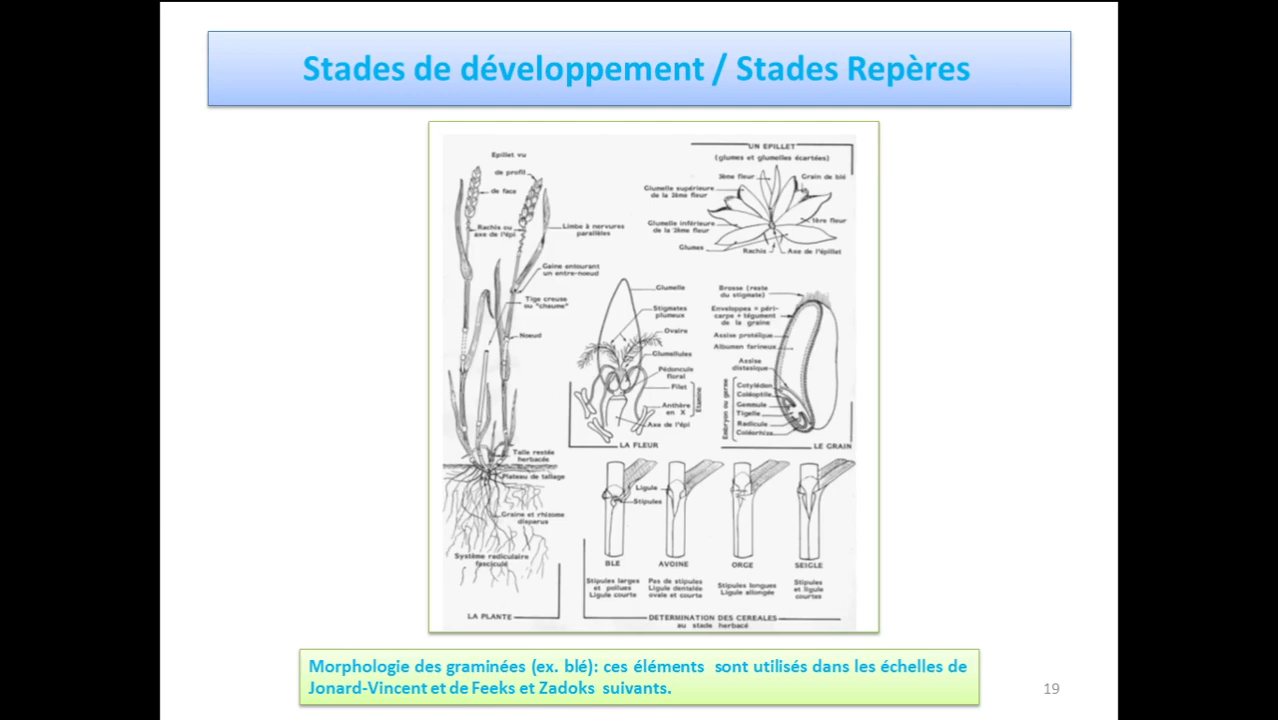 Stades de développement / Stades Repères
Epillet vu
de profil
de face
Rachis ou
axe de l'épi
Limbe à nervures
parallèles
Gaine entourant
un entre-noeud
Tige creuse
ou "chaume"
Noeud
Talle restée
herbacée
Plateau de tallage
Graine et rhizome
disparus
Système radiculaire
fasciculé
LA PLANTE
UN EPILLET
(glumes et glumelles écartées)
3ème fleur
Grain de blé
Glumelle supérieure
de la 2ème fleur
Glumelle inférieure
de la 2ème fleur
1ère fleur
Glumes
Rachis
Axe de l'épillet
Glumelle
Stigmates
plumeux
Ovaire
Glumellules
Pédoncule
floral
Filet
Anthère
en X
Etamine
Axe de l'épi
LA FLEUR
Brosse (reste
du stigmate)
Enveloppes = péri-
carpe + tégument
de la graine
Assise protéique
Albumen farineux
Assise
diastasique
Embryon ou germe
Cotylédon
Coléoptile
Gemmule
Tigelle
Radicule
Coléorhize
LE GRAIN
Ligule
Stipules
BLE
AVOINE
ORGE
SEIGLE
Stipules larges
et poilues
Ligule courte
Pas de stipules
Ligule dentelée
ovale et courte
Stipules longues
Ligule allongée
Stipules
et ligule
courtes
DETERMINATION DES CEREALES
au stade herbacé
Morphologie des graminées (ex. blé): ces éléments sont utilisés dans les échelles de
Jonard-Vincent et de Feeks et Zadoks suivants.
19